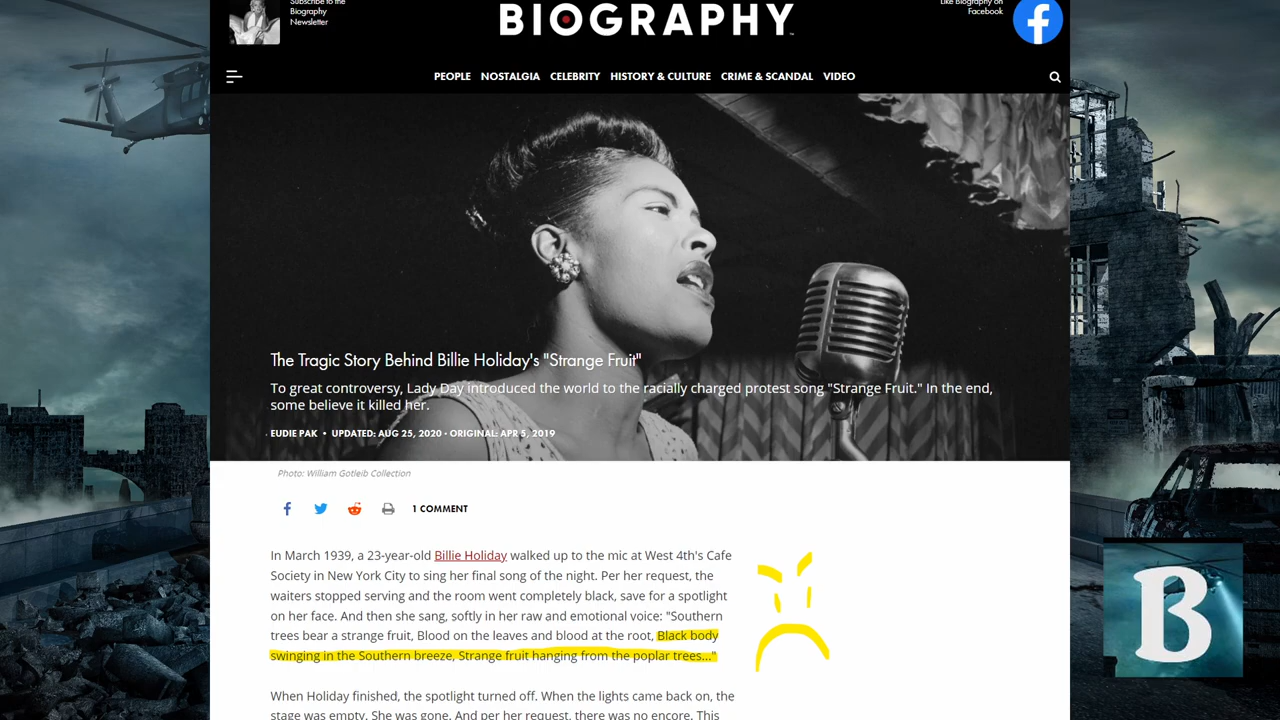 Subscribe to the
Biography
Newsletter
BIOGRAPHY
Like Biography on
Facebook
PEOPLE NOSTALGIA CELEBRITY HISTORY & CULTURE CRIME & SCANDAL VIDEO
The Tragic Story Behind Billie Holiday's "Strange Fruit"
To great controversy, Lady Day introduced the world to the racially charged protest song "Strange Fruit." In the end,
some believe it killed her.
EUDIE PAK • UPDATED: AUG 25, 2020 · ORIGINAL: APR 5, 2019
Photo: William Gotleib Collection
1 COMMENT
In March 1939, a 23-year-old Billie Holiday walked up to the mic at West 4th's Cafe
Society in New York City to sing her final song of the night. Per her request, the
waiters stopped serving and the room went completely black, save for a spotlight
on her face. And then she sang, softly in her raw and emotional voice: "Southern
trees bear a strange fruit, Blood on the leaves and blood at the root, Black body
swinging in the Southern breeze, Strange fruit hanging from the poplar trees..."
When Holiday finished, the spotlight turned off. When the lights came back on, the
stage was empty. She was gone. And per her request, there was no encore. This
B